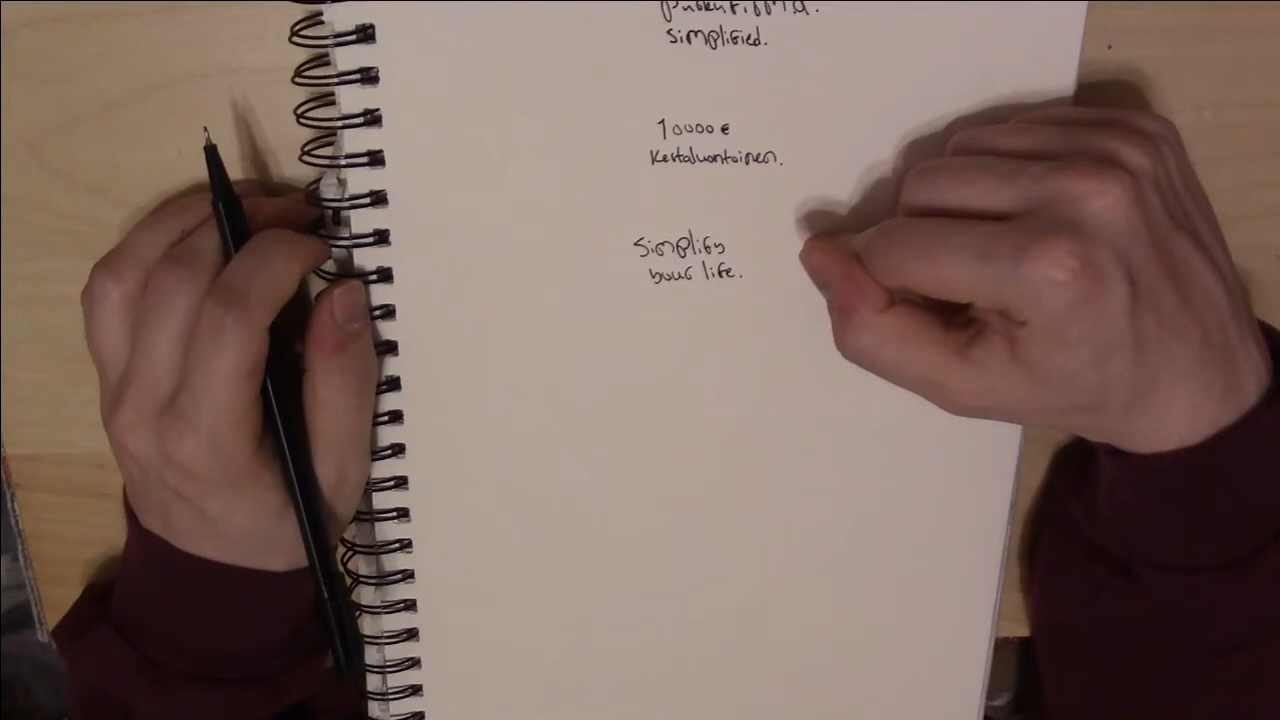 simplified.
10000 €
Kertaluontoinen.
Simplify
your life.